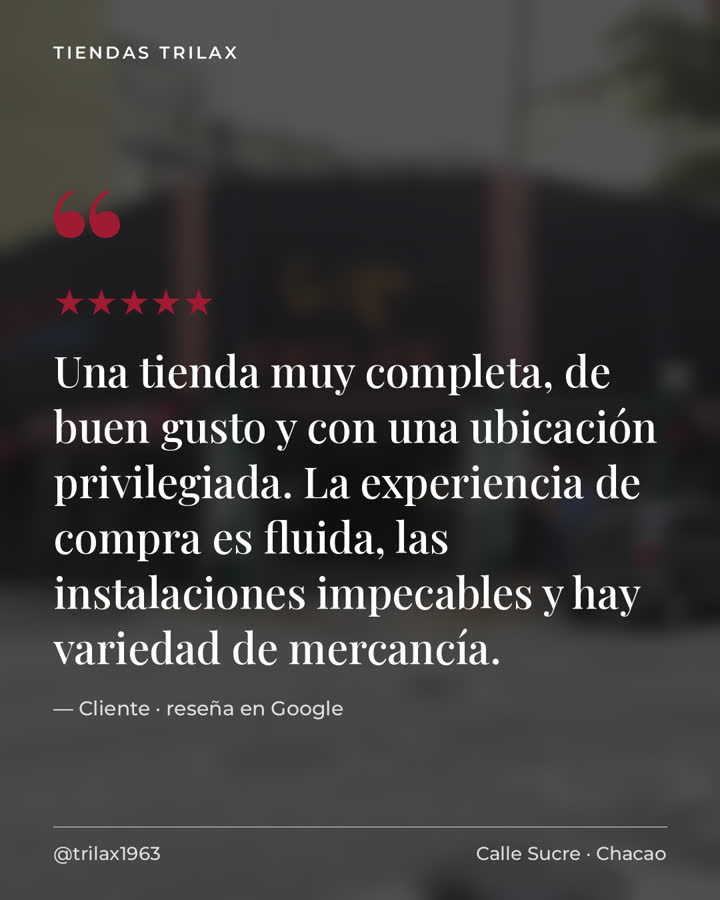 TIENDAS TRILAX
“
★★★★★
Una tienda muy completa, de
buen gusto y con una ubicación
privilegiada. La experiencia de
compra es fluida, las
instalaciones impecables y hay
variedad de mercancía.
— Cliente · reseña en Google
@trilax1963
Calle Sucre · Chacao